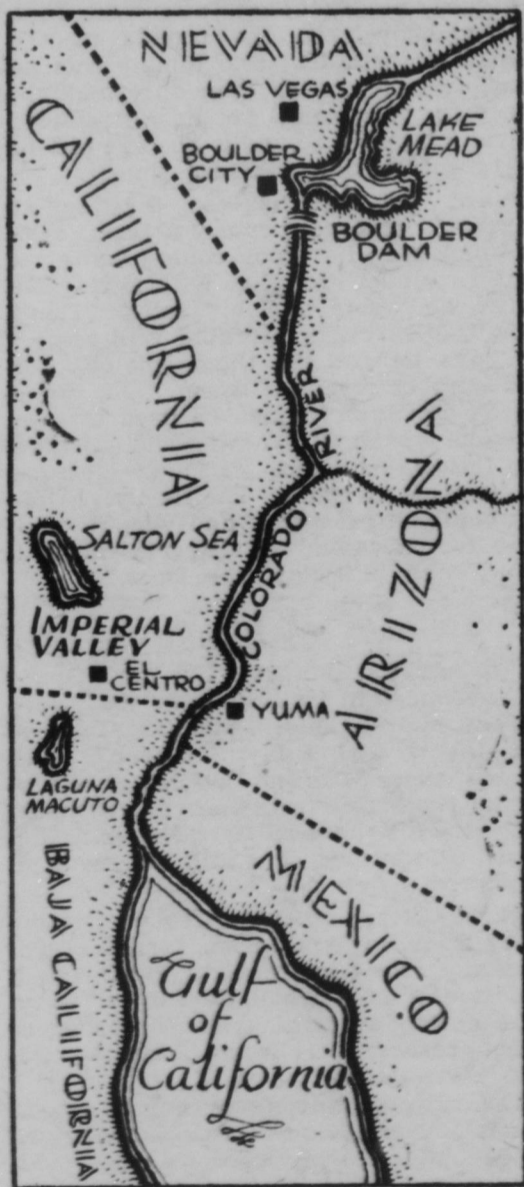 NEVADA
LAS VEGAS
CALIFORNIA
LAKE
MEAD
BOULDER
CITY
BOULDER
DAM
COLORADO RIVER
ARIZONA
SALTON SEA
IMPERIAL
VALLEY
EL
CENTRO
YUMA
LAGUNA
MACUTO
MEXICO
BAJA CALIFORNIA
Gulf
of
California